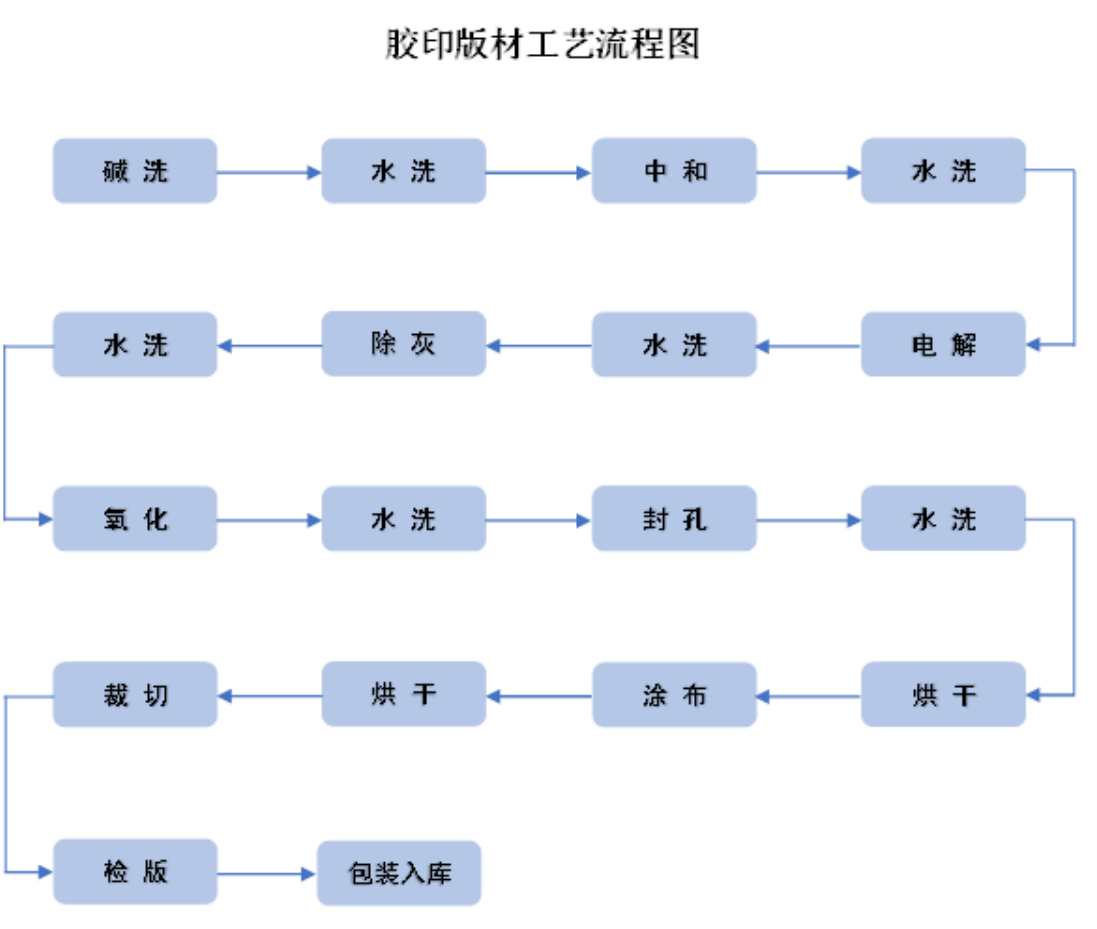 胶印版材工艺流程图
碱洗
水洗
中和
水洗
电解
水洗
除灰
水洗
氧化
水洗
封孔
水洗
烘干
涂布
烘干
裁切
检版
包装入库